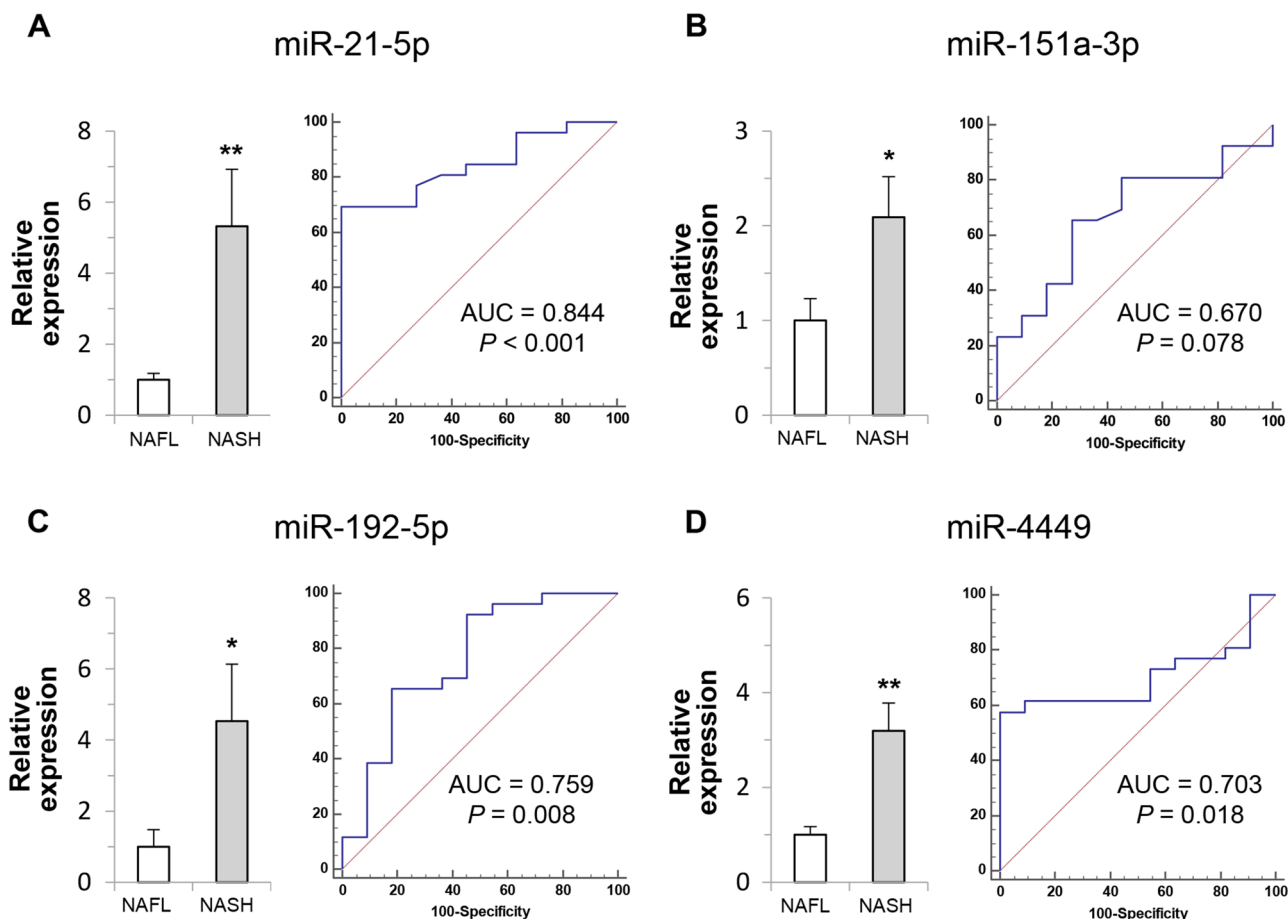 A
miR-21-5p
Relative
expression
8
6
4
2
0
**
NAFL
NASH
100
80
60
40
20
0
AUC = 0.844
P < 0.001
0 20 40 60 80 100
100-Specificity
B
miR-151a-3p
Relative
expression
3
2
1
0
*
NAFL
NASH
100
80
60
40
20
0
AUC = 0.670
P = 0.078
0 20 40 60 80 100
100-Specificity
C
miR-192-5p
Relative
expression
8
6
4
2
0
*
NAFL
NASH
100
80
60
40
20
0
AUC = 0.759
P = 0.008
0 20 40 60 80 100
100-Specificity
D
miR-4449
Relative
expression
6
4
2
0
**
NAFL
NASH
100
80
60
40
20
0
AUC = 0.703
P = 0.018
0 20 40 60 80 100
100-Specificity